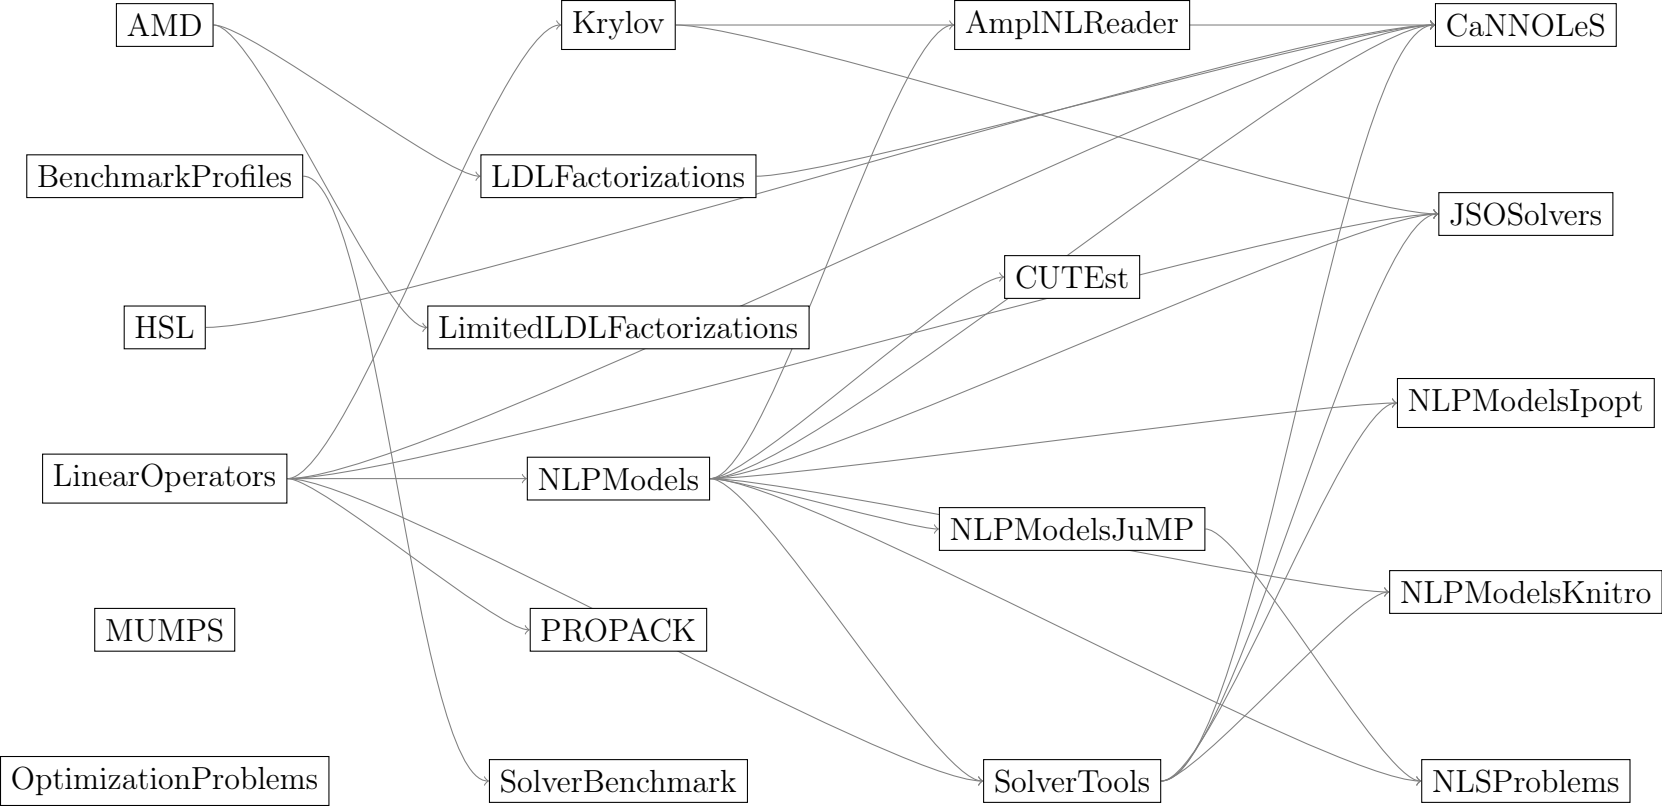 AMD
Krylov
AmplNLReader
CaNNOLeS
BenchmarkProfiles
LDLFactorizations
JSOSolvers
CUTEst
HSL
LimitedLDLFactorizations
NLPModelsIpopt
LinearOperators
NLPModels
NLPModelsJuMP
NLPModelsKnitro
MUMPS
PROPACK
OptimizationProblems
SolverBenchmark
SolverTools
NLSProblems